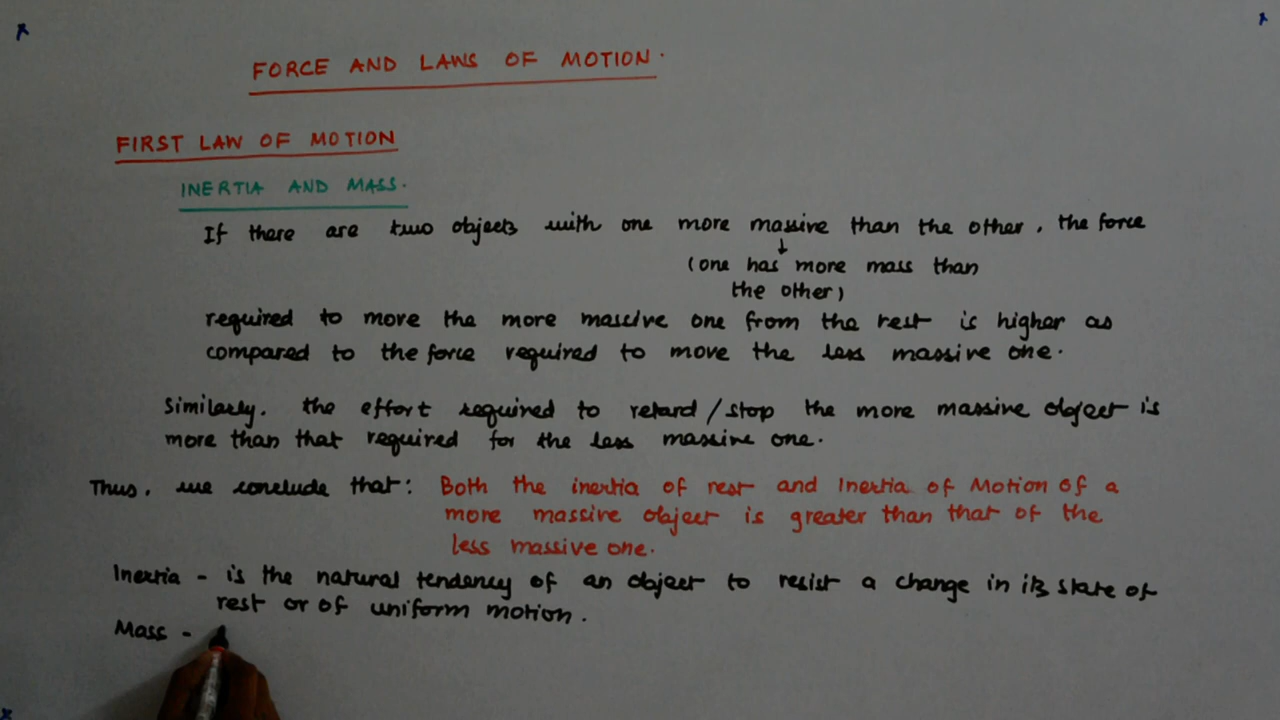 FORCE AND LAWS OF MOTION.
FIRST LAW OF MOTION
INERTIA AND MASS.
If there are two objects with one more massive than the other, the force
(one has more mass than
the other)
required to move the more massive one from the rest is higher as
compared to the force required to move the less massive one.
Similarly, the effort required to retard/stop the more massive object is
more than that required for the less massive one.
Thus, we conclude that: Both the inertia of rest and Inertia of Motion of a
more massive object is greater than that of the
less massive one.
Inertia - is the natural tendency of an object to resist a change in its state of
rest or of uniform motion.
Mass -